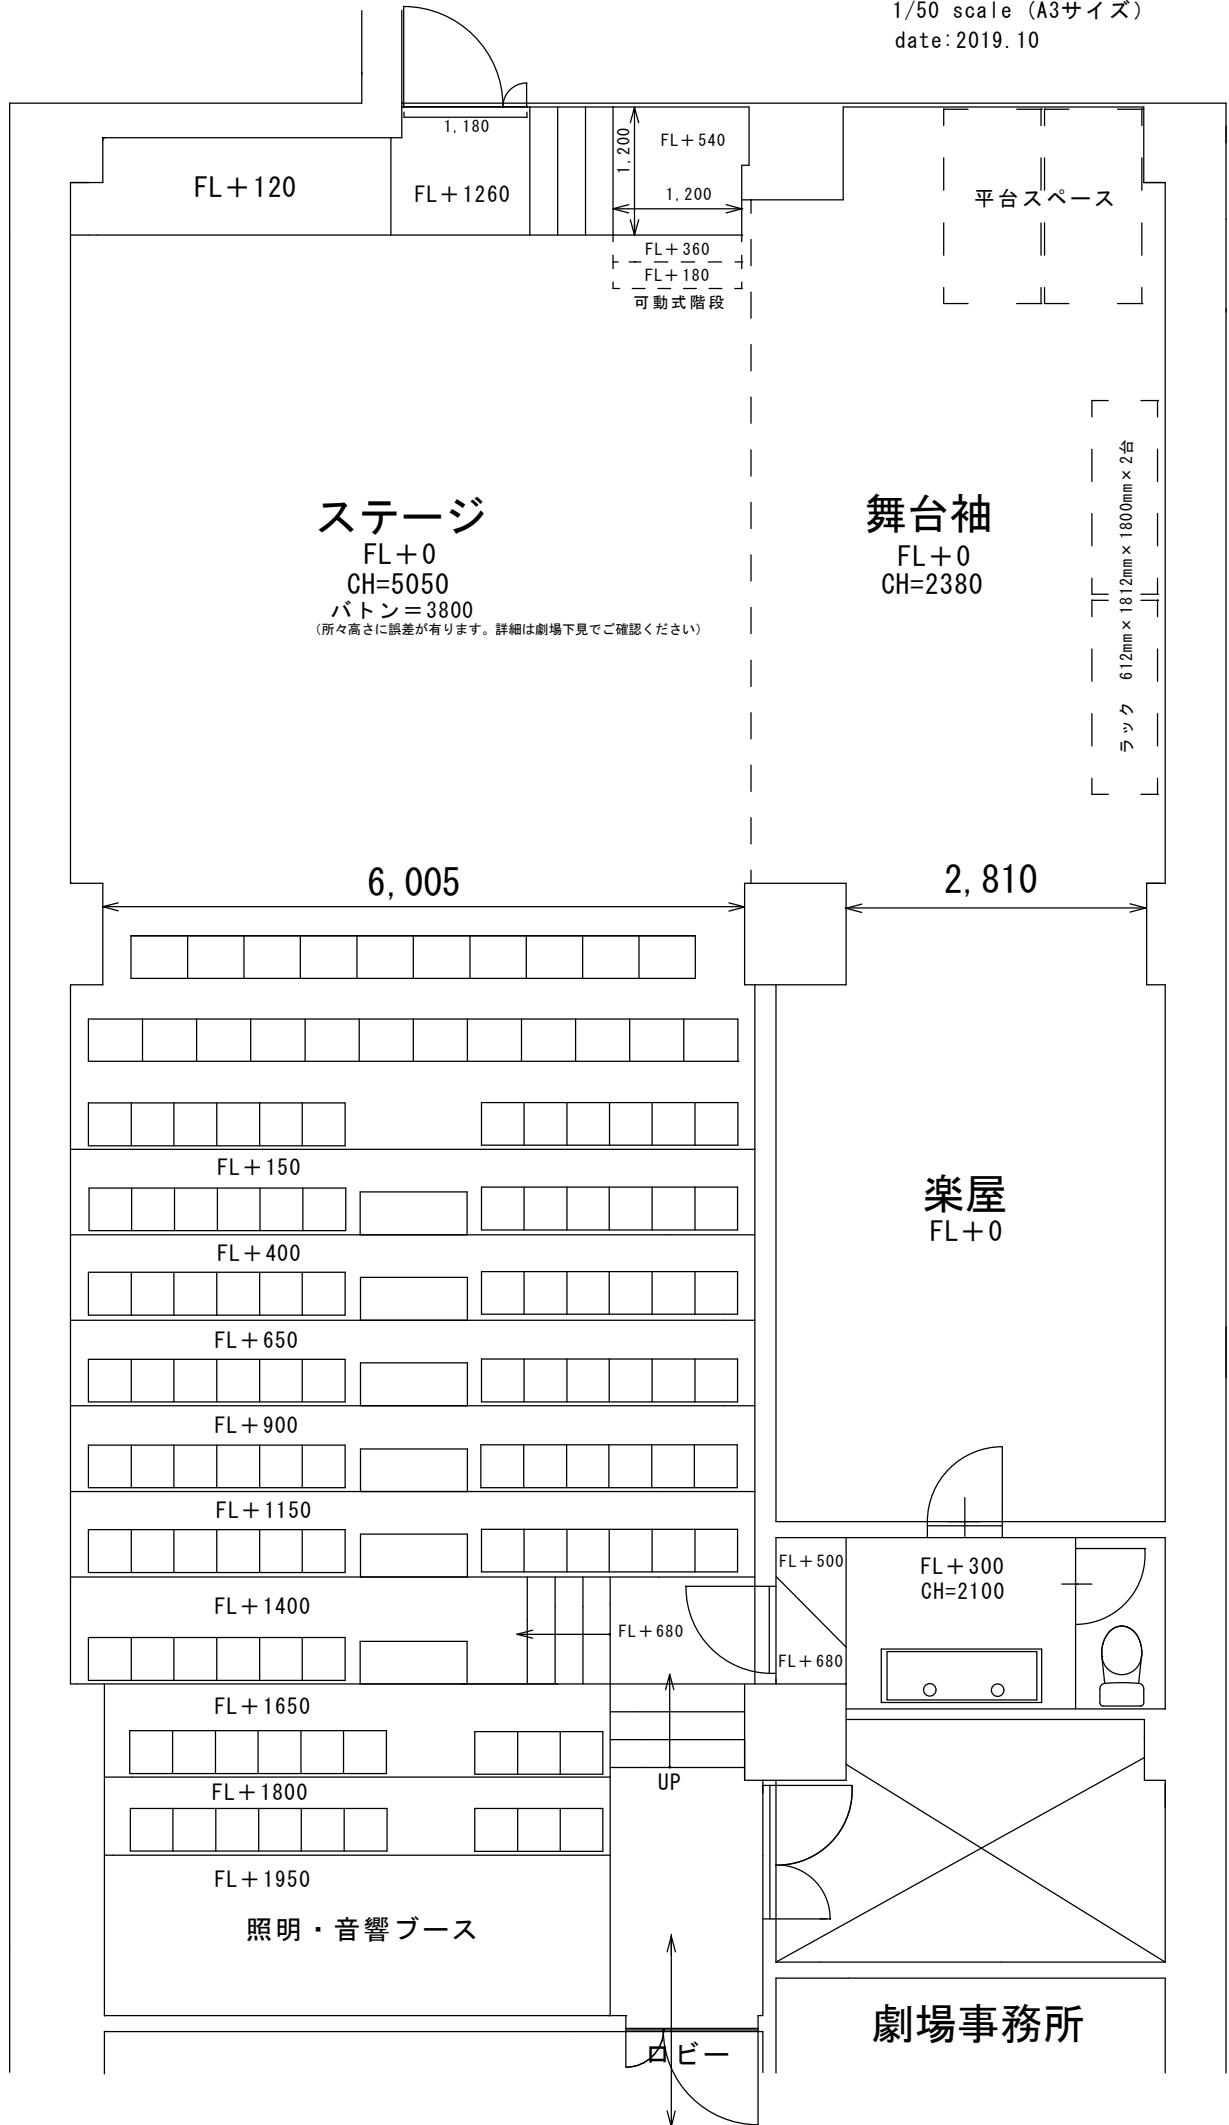 1/50 scale (A3サイズ)
date:2019.10
1,180
FL＋120
FL＋1260
1,200
FL＋540
1,200
平台スペース
FL＋360
FL＋180
可動式階段
ステージ
FL＋0
CH=5050
バトン＝3800
(所々高さに誤差が有ります。詳細は劇場下見でご確認ください)
舞台袖
FL＋0
CH=2380
ラック 612mm×1812mm×1800mm×2台
6,005
2,810
FL＋150
FL＋400
FL＋650
FL＋900
FL＋1150
FL＋1400
楽屋
FL＋0
FL＋500
FL＋300
CH=2100
FL＋680
FL＋680
FL＋1650
UP
FL＋1800
FL＋1950
照明・音響ブース
劇場事務所
ロビー